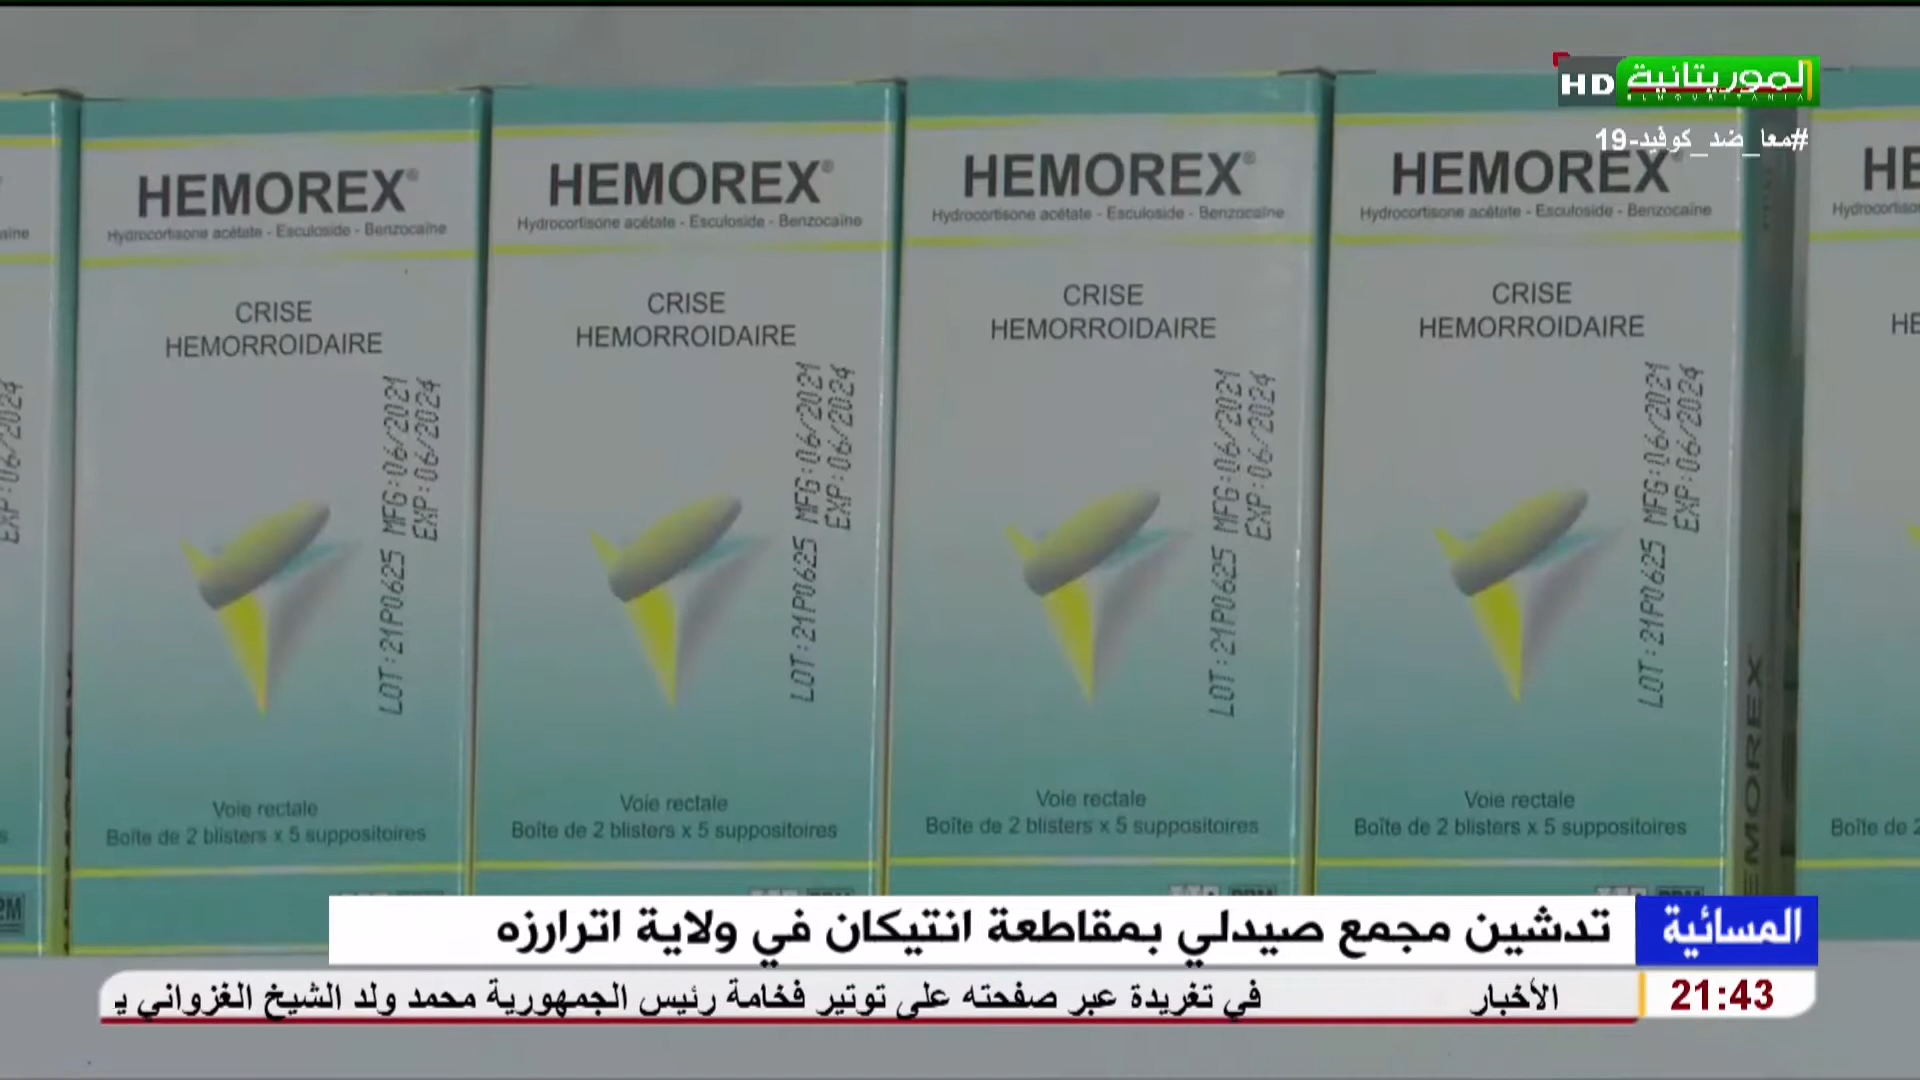 HD الموريتانية
ELMOURITANIA
#معا_ضد_كوفيد-19
HEMOREX®
Hydrocortisone acétate - Esculoside - Benzocaïne
CRISE
HEMORROIDAIRE
LOT:21P0625 MFG:06/2021
EXP:06/2024
Voie rectale
Boîte de 2 blisters x 5 suppositoires
HEMOREX®
Hydrocortisone acétate - Esculoside - Benzocaïne
CRISE
HEMORROIDAIRE
LOT:21P0625 MFG:06/2021
EXP:06/2024
Voie rectale
Boîte de 2 blisters x 5 suppositoires
HEMOREX®
Hydrocortisone acétate - Esculoside - Benzocaïne
CRISE
HEMORROIDAIRE
LOT:21P0625 MFG:06/2021
EXP:06/2024
Voie rectale
Boîte de 2 blisters x 5 suppositoires
HEMOREX®
Hydrocortisone acétate - Esculoside - Benzocaïne
CRISE
HEMORROIDAIRE
LOT:21P0625 MFG:06/2021
EXP:06/2024
Voie rectale
Boîte de 2 blisters x 5 suppositoires
EXP:06/2024
المسائية
تدشين مجمع صيدلي بمقاطعة انتيكان في ولاية اترارزه
21:43
الأخبار
في تغريدة عبر صفحته على توتير فخامة رئيس الجمهورية محمد ولد الشيخ الغزواني ي